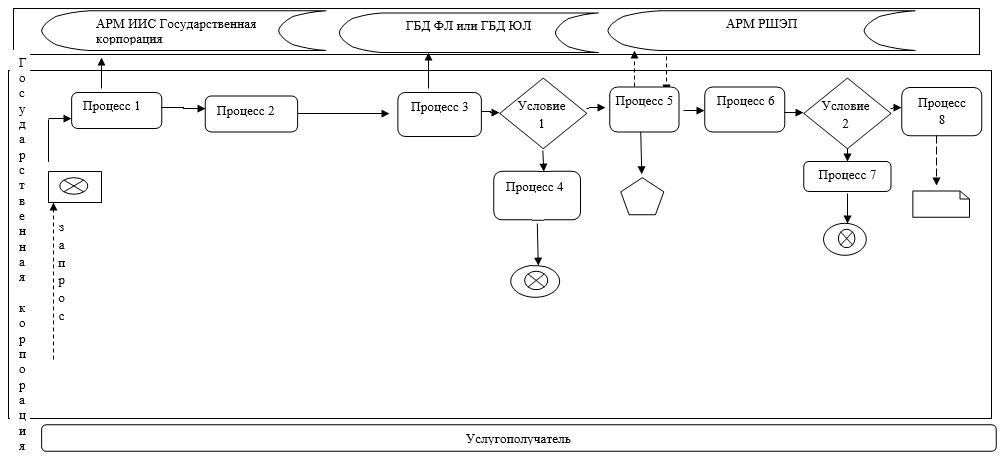 АРМ ИИС Государственная
корпорация
ГБД ФЛ или ГБД ЮЛ
АРМ РШЭП
Государственная корпорация
Процесс 1
Процесс 2
Процесс 3
Условие
1
Процесс 5
Процесс 6
Условие
2
Процесс
8
Процесс 4
Процесс 7
запрос
Услугополучатель